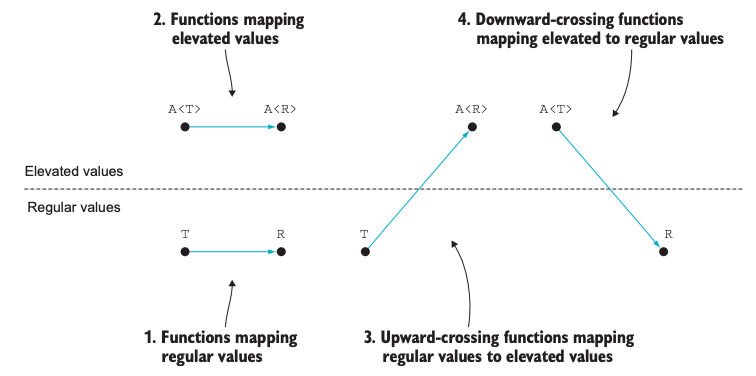 2. Functions mapping
elevated values
4. Downward-crossing functions
mapping elevated to regular values
A<T>
A<R>
A<R>
A<T>
Elevated values
Regular values
T
R
T
R
1. Functions mapping
regular values
3. Upward-crossing functions mapping
regular values to elevated values